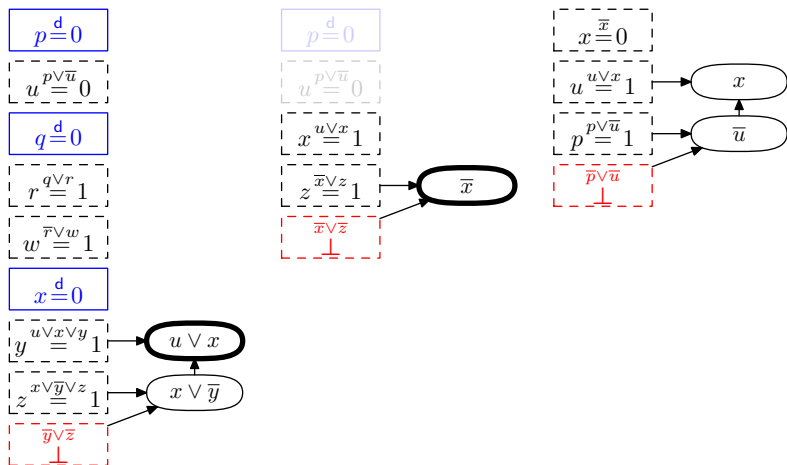 p =ᵈ 0
u =^{p∨u̅} 0
q =ᵈ 0
r =^{q∨r} 1
w =^{r̅∨w} 1
x =ᵈ 0
y =^{u∨x∨y} 1
u ∨ x
z =^{x∨y̅∨z} 1
x ∨ y̅
y̅∨z̅
⊥
p =ᵈ 0
u =^{p∨u̅} 0
x =^{u∨x} 1
z =^{x̅∨z} 1
x̅
x̅∨z̅
⊥
x =^{x̅} 0
u =^{u∨x} 1
x
p =^{p∨u̅} 1
u̅
p̅∨u̅
⊥